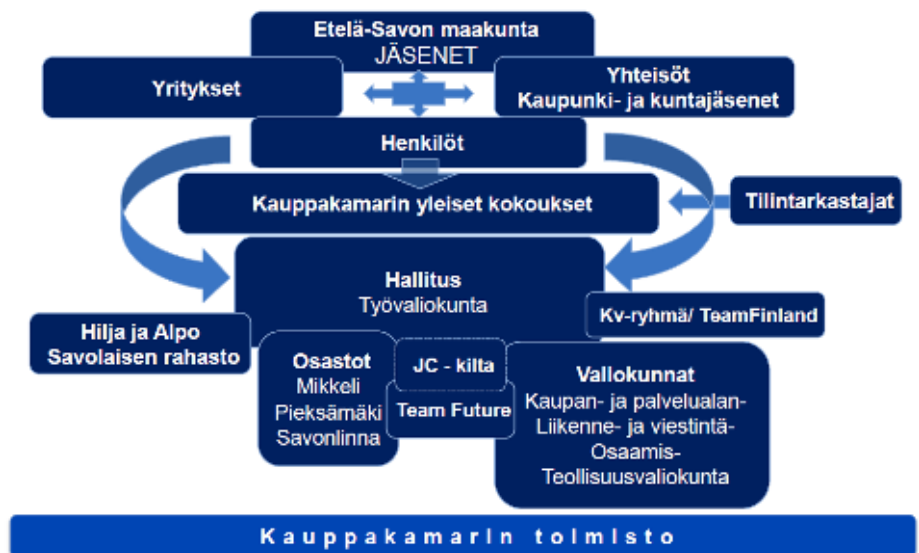 Etelä-Savon maakunta
JÄSENET
Yritykset
Yhteisöt
Kaupunki- ja kuntajäsenet
Henkilöt
Kauppakamarin yleiset kokoukset
Tilintarkastajat
Hallitus
Työvaliokunta
Kv-ryhmä/ TeamFinland
Hilja ja Alpo
Savolaisen rahasto
Osastot
Mikkeli
Pieksämäki
Savonlinna
JC - kilta
Team Future
Valiokunnat
Kaupan- ja palvelualan-
Liikenne- ja viestintä-
Osaamis-
Teollisuusvaliokunta
Kauppakamarin toimisto